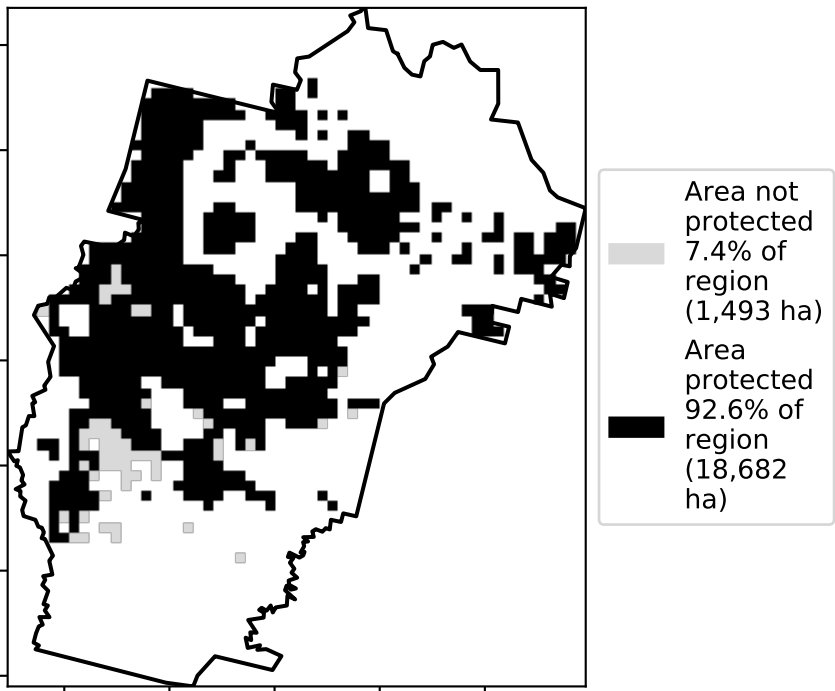 Area not
protected
7.4% of
region
(1,493 ha)
Area
protected
92.6% of
region
(18,682
ha)